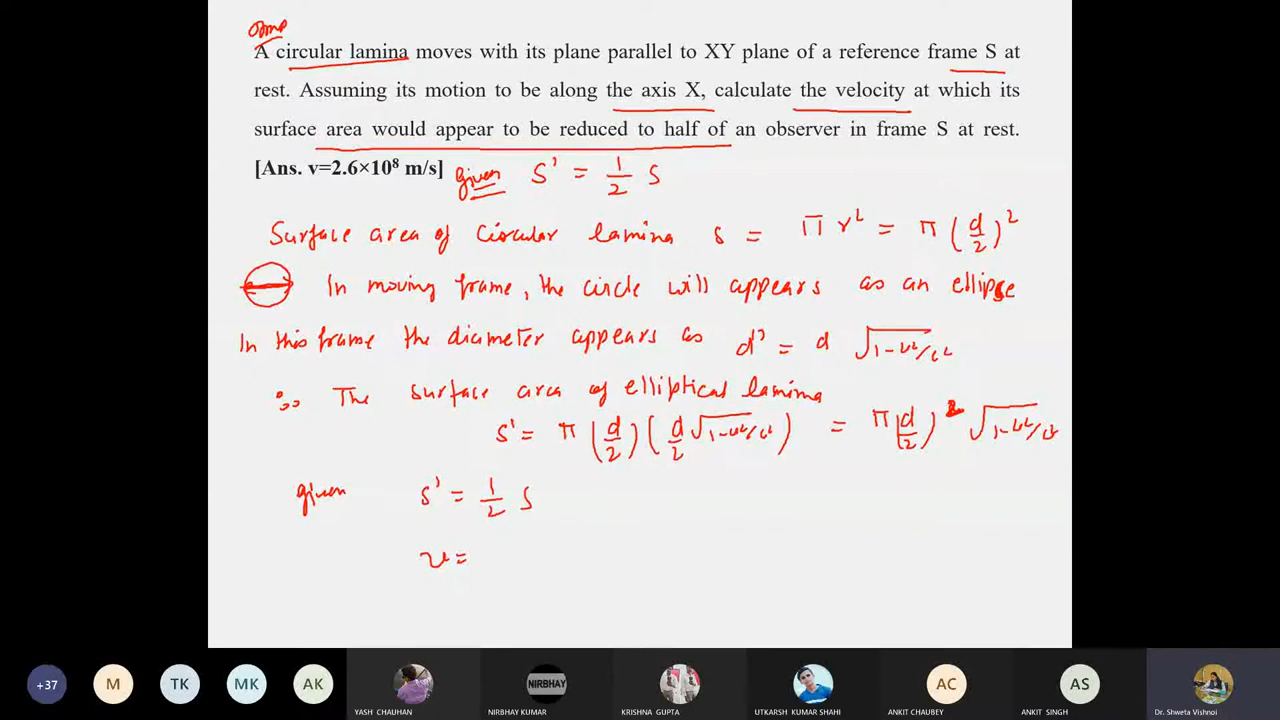 A circular lamina moves with its plane parallel to XY plane of a reference frame S at
rest. Assuming its motion to be along the axis X, calculate the velocity at which its
surface area would appear to be reduced to half of an observer in frame S at rest.
[Ans. v=2.6×10⁸ m/s] given S' = 1/2 S
Surface area of Circular lamina s = π r² = π (d/2)²
In moving frame, the circle will appears as an ellipse
In this frame the diameter appears as d' = d √1-v²/c²
∴ The surface area of elliptical lamina
S' = π (d/2) (d/2 √1-v²/c²) = π (d/2)² √1-v²/c²
given S' = 1/2 S
v =
+37 M TK MK AK NIRBHAY AC AS
YASH CHAUHAN NIRBHAY KUMAR KRISHNA GUPTA UTKARSH KUMAR SHAHI ANKIT CHAUBEY ANKIT SINGH Dr. Shweta Vishnoi